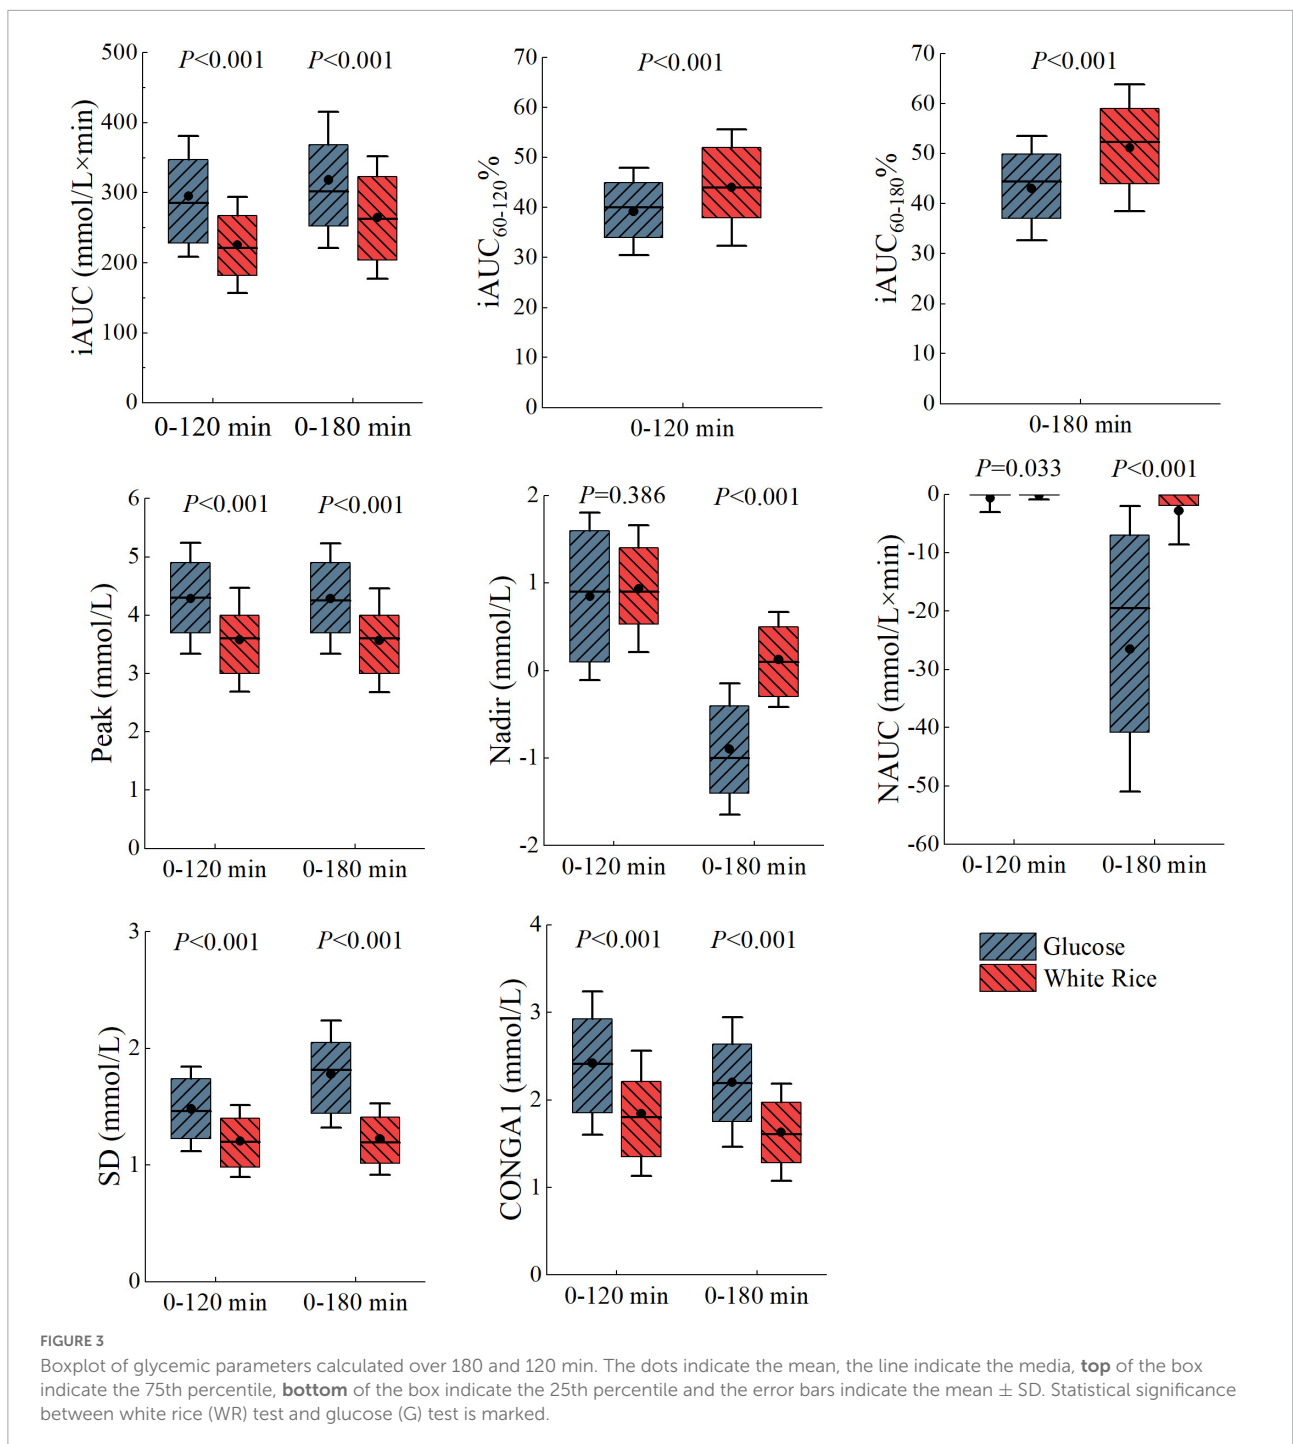 P<0.001 P<0.001
iAUC (mmol/L×min)
500
400
300
200
100
0
0-120 min 0-180 min
P<0.001
iAUC60-120%
70
60
50
40
30
20
10
0
0-120 min
P<0.001
iAUC60-180%
70
60
50
40
30
20
10
0
0-180 min
P<0.001 P<0.001
Peak (mmol/L)
6
5
4
3
2
1
0
0-120 min 0-180 min
P=0.386 P<0.001
Nadir (mmol/L)
2
1
0
-1
-2
0-120 min 0-180 min
P=0.033 P<0.001
NAUC (mmol/L×min)
0
-10
-20
-30
-40
-50
-60
0-120 min 0-180 min
P<0.001 P<0.001
SD (mmol/L)
3
2
1
0
0-120 min 0-180 min
P<0.001 P<0.001
CONGA1 (mmol/L)
4
3
2
1
0
0-120 min 0-180 min
Glucose
White Rice
FIGURE 3
Boxplot of glycemic parameters calculated over 180 and 120 min. The dots indicate the mean, the line indicate the media, top of the box
indicate the 75th percentile, bottom of the box indicate the 25th percentile and the error bars indicate the mean ± SD. Statistical significance
between white rice (WR) test and glucose (G) test is marked.